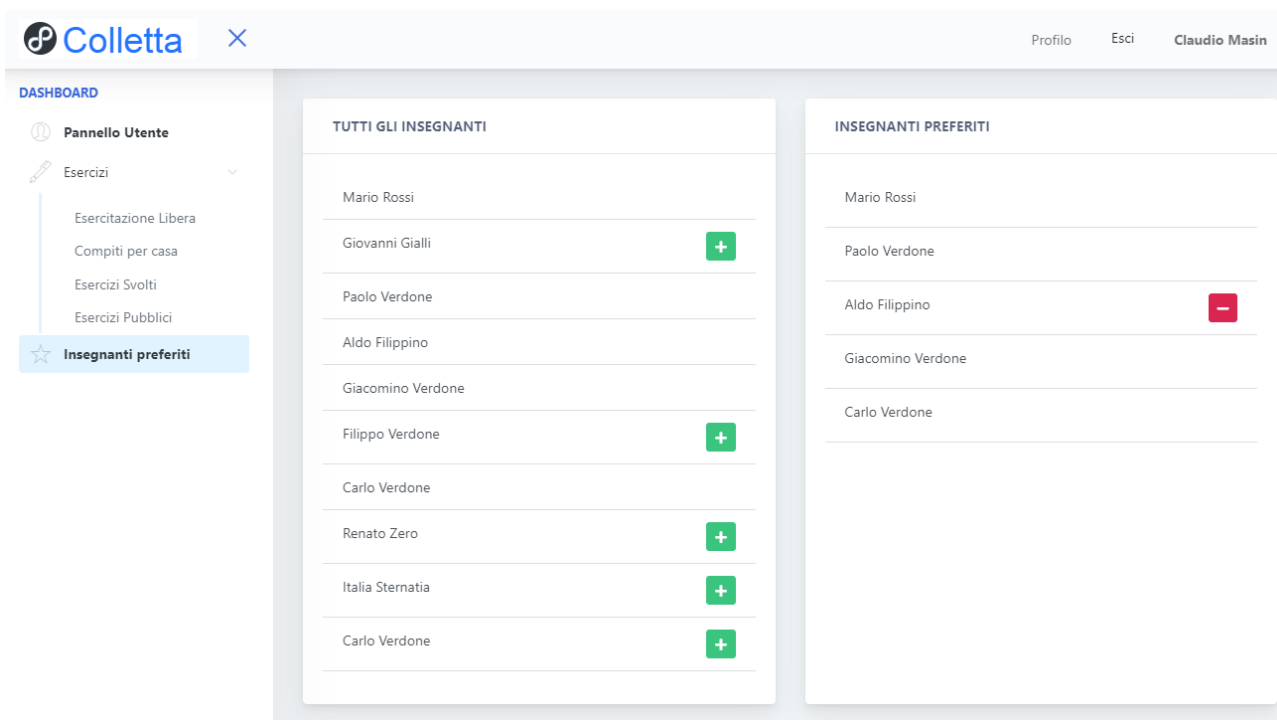 Colletta
Profilo Esci Claudio Masin
DASHBOARD
Pannello Utente
Esercizi
Esercitazione Libera
Compiti per casa
Esercizi Svolti
Esercizi Pubblici
Insegnanti preferiti
TUTTI GLI INSEGNANTI
Mario Rossi
Giovanni Gialli
Paolo Verdone
Aldo Filippino
Giacomino Verdone
Filippo Verdone
Carlo Verdone
Renato Zero
Italia Sternatia
Carlo Verdone
INSEGNANTI PREFERITI
Mario Rossi
Paolo Verdone
Aldo Filippino
Giacomino Verdone
Carlo Verdone